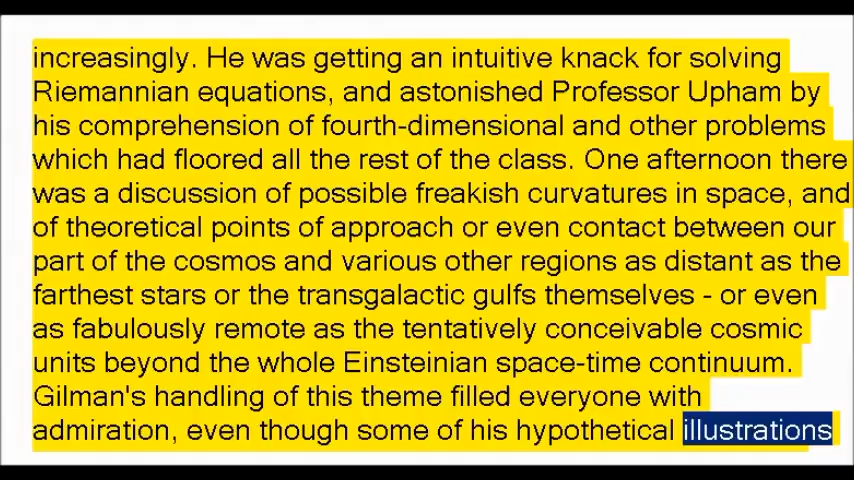 increasingly. He was getting an intuitive knack for solving
Riemannian equations, and astonished Professor Upham by
his comprehension of fourth-dimensional and other problems
which had floored all the rest of the class. One afternoon there
was a discussion of possible freakish curvatures in space, and
of theoretical points of approach or even contact between our
part of the cosmos and various other regions as distant as the
farthest stars or the transgalactic gulfs themselves - or even
as fabulously remote as the tentatively conceivable cosmic
units beyond the whole Einsteinian space-time continuum.
Gilman's handling of this theme filled everyone with
admiration, even though some of his hypothetical illustrations